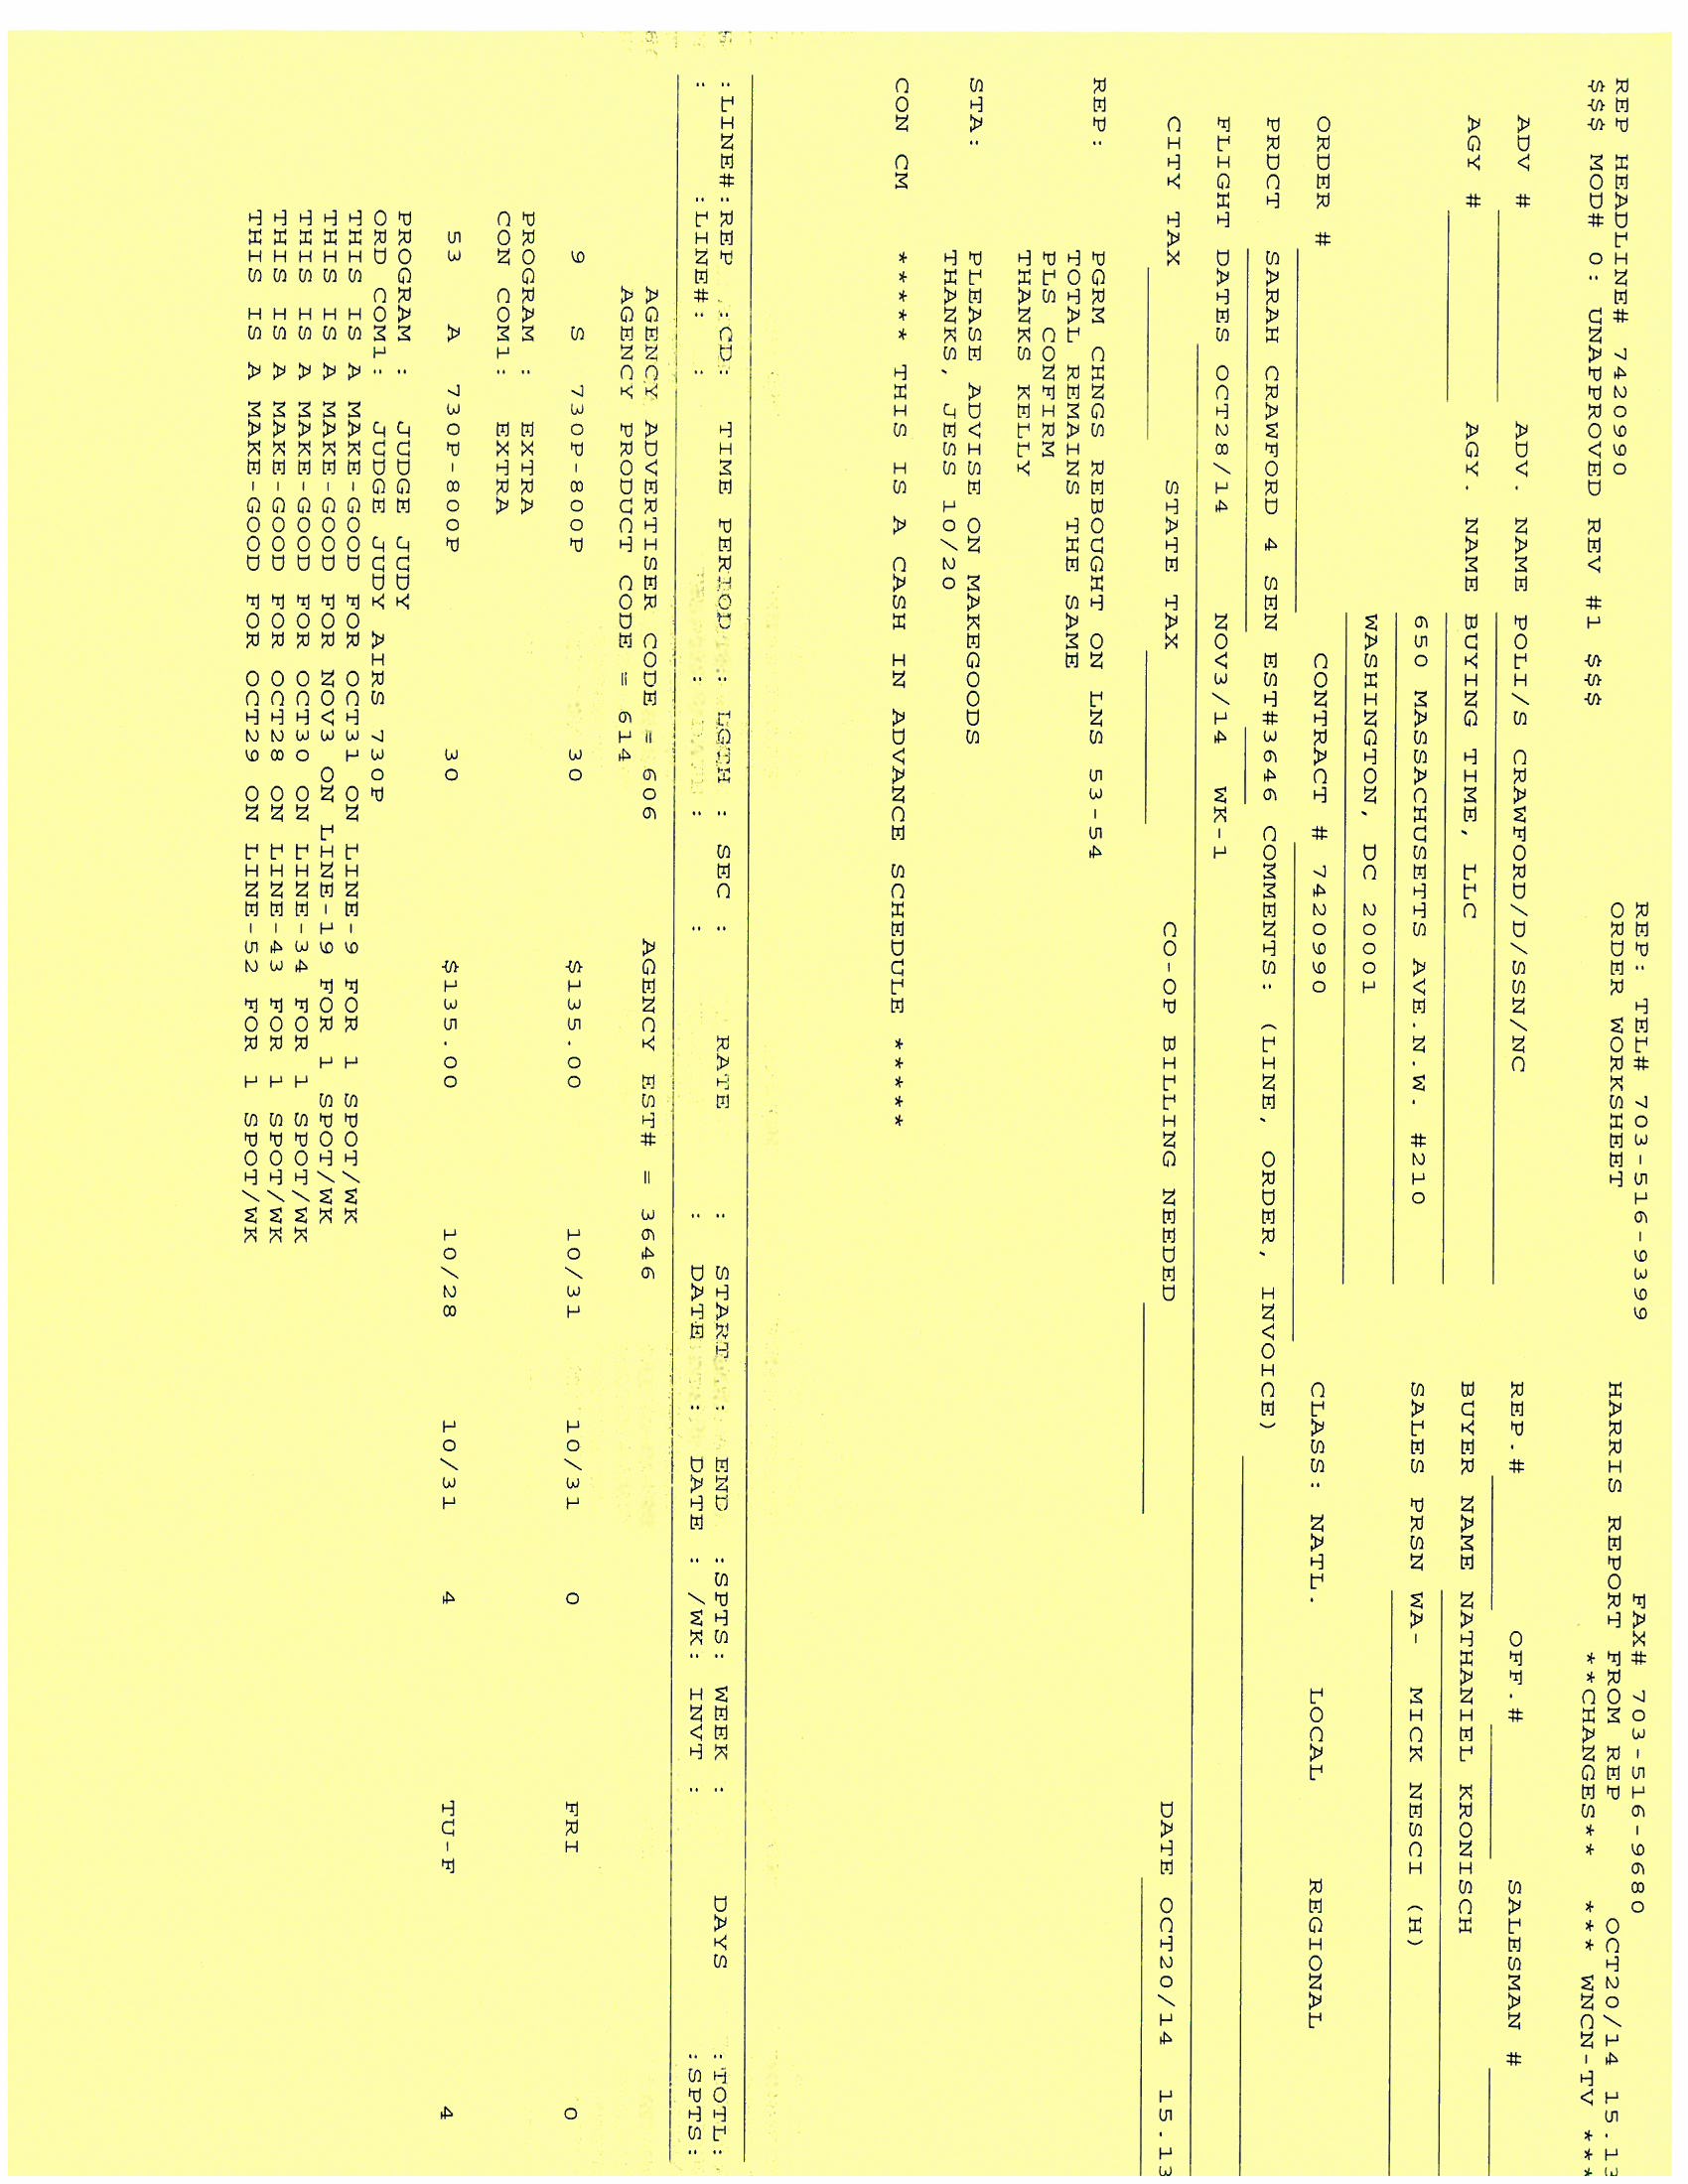 REP: TEL# 703-516-9399 FAX# 703-516-9680
REP HEADLINE# 7420990 ORDER WORKSHEET HARRIS REPORT FROM REP OCT20/14 15.13
$$$ MOD# 0: UNAPPROVED REV #1 $$$ **CHANGES** *** WNCN-TV ***
ADV # ADV. NAME POLI/S CRAWFORD/D/SSN/NC REP.# OFF.# SALESMAN #
AGY # AGY. NAME BUYING TIME, LLC BUYER NAME NATHANIEL KRONISCH
650 MASSACHUSETTS AVE.N.W. #210 SALES PRSN WA- MICK NESCI (H)
WASHINGTON, DC 20001
ORDER # CONTRACT # 7420990 CLASS: NATL. LOCAL REGIONAL
PRDCT SARAH CRAWFORD 4 SEN EST#3646 COMMENTS: (LINE, ORDER, INVOICE)
FLIGHT DATES OCT28/14 NOV3/14 WK-1
CITY TAX STATE TAX CO-OP BILLING NEEDED DATE OCT20/14 15.13
REP: PGRM CHNGS REBOUGHT ON LNS 53-54
TOTAL REMAINS THE SAME
PLS CONFIRM
THANKS KELLY
STA: PLEASE ADVISE ON MAKEGOODS
THANKS, JESS 10/20
CON CM ***** THIS IS A CASH IN ADVANCE SCHEDULE *****
:LINE#:REP :CD: TIME PERIOD : LGTH : SEC : RATE : START : END :SPTS: WEEK : DAYS :TOTL:
: :LINE#: : : : : : DATE : DATE : /WK: INVT : :SPTS:
AGENCY ADVERTISER CODE = 606 AGENCY EST# = 3646
AGENCY PRODUCT CODE = 614
9 S 730P-800P 30 $135.00 10/31 10/31 0 FRI 0
PROGRAM : EXTRA
CON COM1: EXTRA
53 A 730P-800P 30 $135.00 10/28 10/31 4 TU-F 4
PROGRAM : JUDGE JUDY
ORD COM1: JUDGE JUDY AIRS 730P
THIS IS A MAKE-GOOD FOR OCT31 ON LINE-9 FOR 1 SPOT/WK
THIS IS A MAKE-GOOD FOR NOV3 ON LINE-19 FOR 1 SPOT/WK
THIS IS A MAKE-GOOD FOR OCT30 ON LINE-34 FOR 1 SPOT/WK
THIS IS A MAKE-GOOD FOR OCT28 ON LINE-43 FOR 1 SPOT/WK
THIS IS A MAKE-GOOD FOR OCT29 ON LINE-52 FOR 1 SPOT/WK